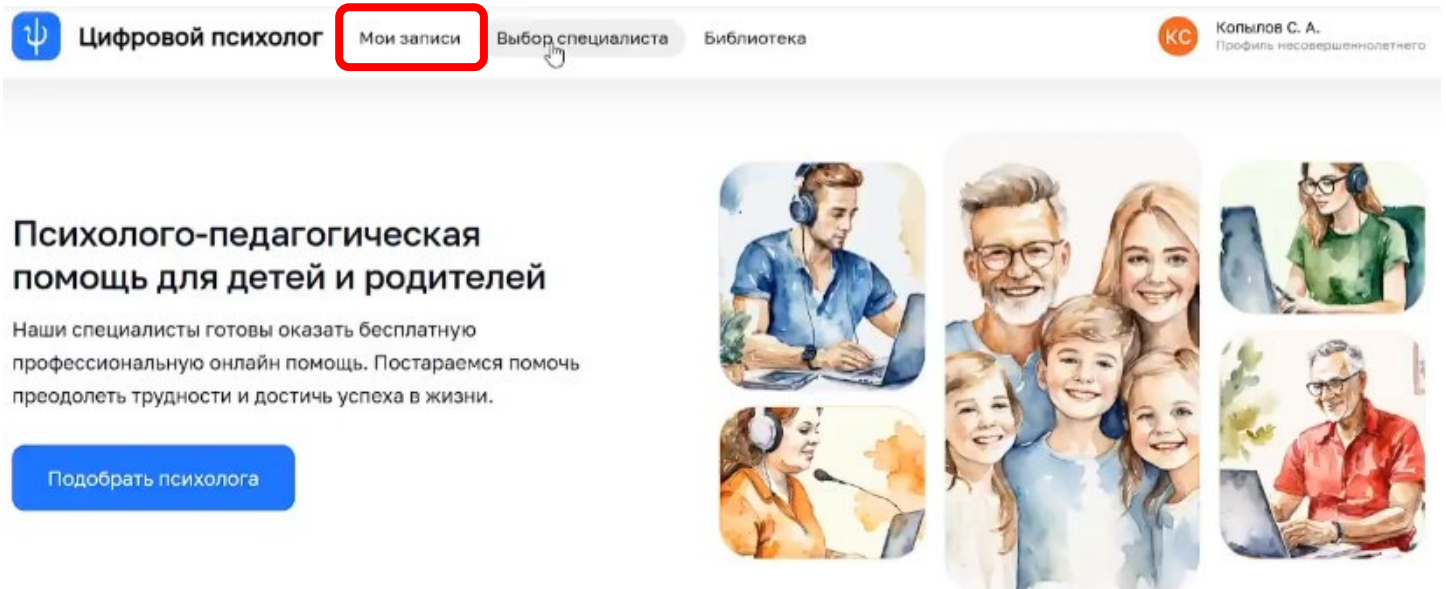 Ψ Цифровой психолог Мои записи Выбор специалиста Библиотека КС Копылов С. А.
Профиль несовершеннолетнего
Психолого-педагогическая
помощь для детей и родителей
Наши специалисты готовы оказать бесплатную
профессиональную онлайн помощь. Постараемся помочь
преодолеть трудности и достичь успеха в жизни.
Подобрать психолога